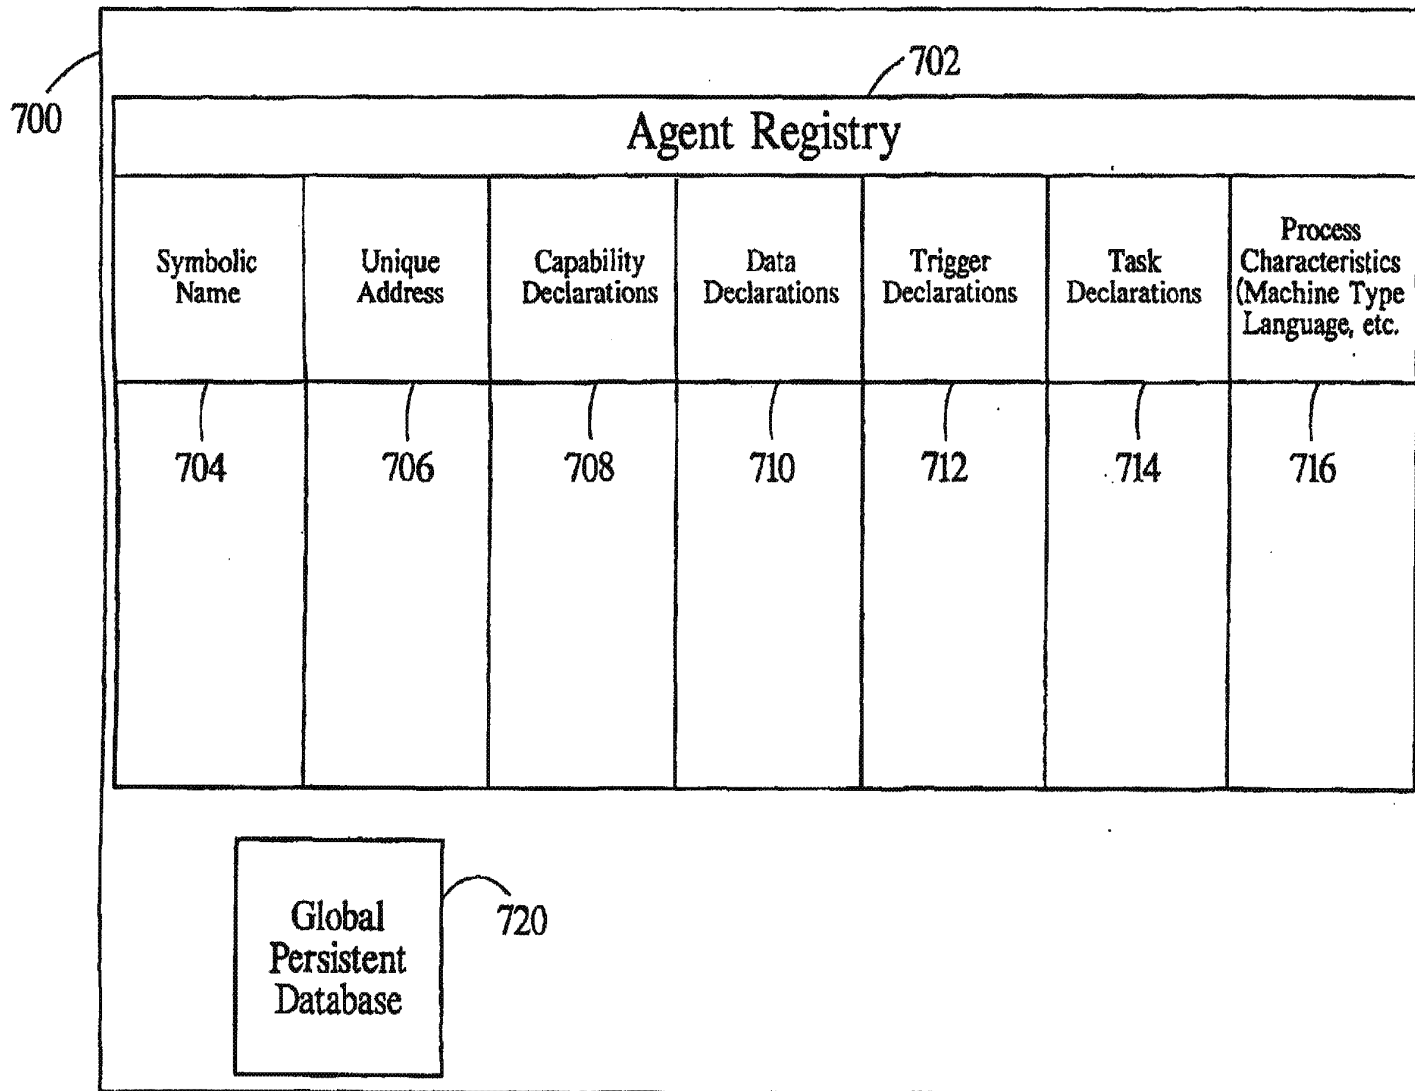 702
700
Agent Registry
Symbolic
Name
Unique
Address
Capability
Declarations
Data
Declarations
Trigger
Declarations
Task
Declarations
Process
Characteristics
(Machine Type
Language, etc.
704
706
708
710
712
714
716
Global
Persistent
Database
720